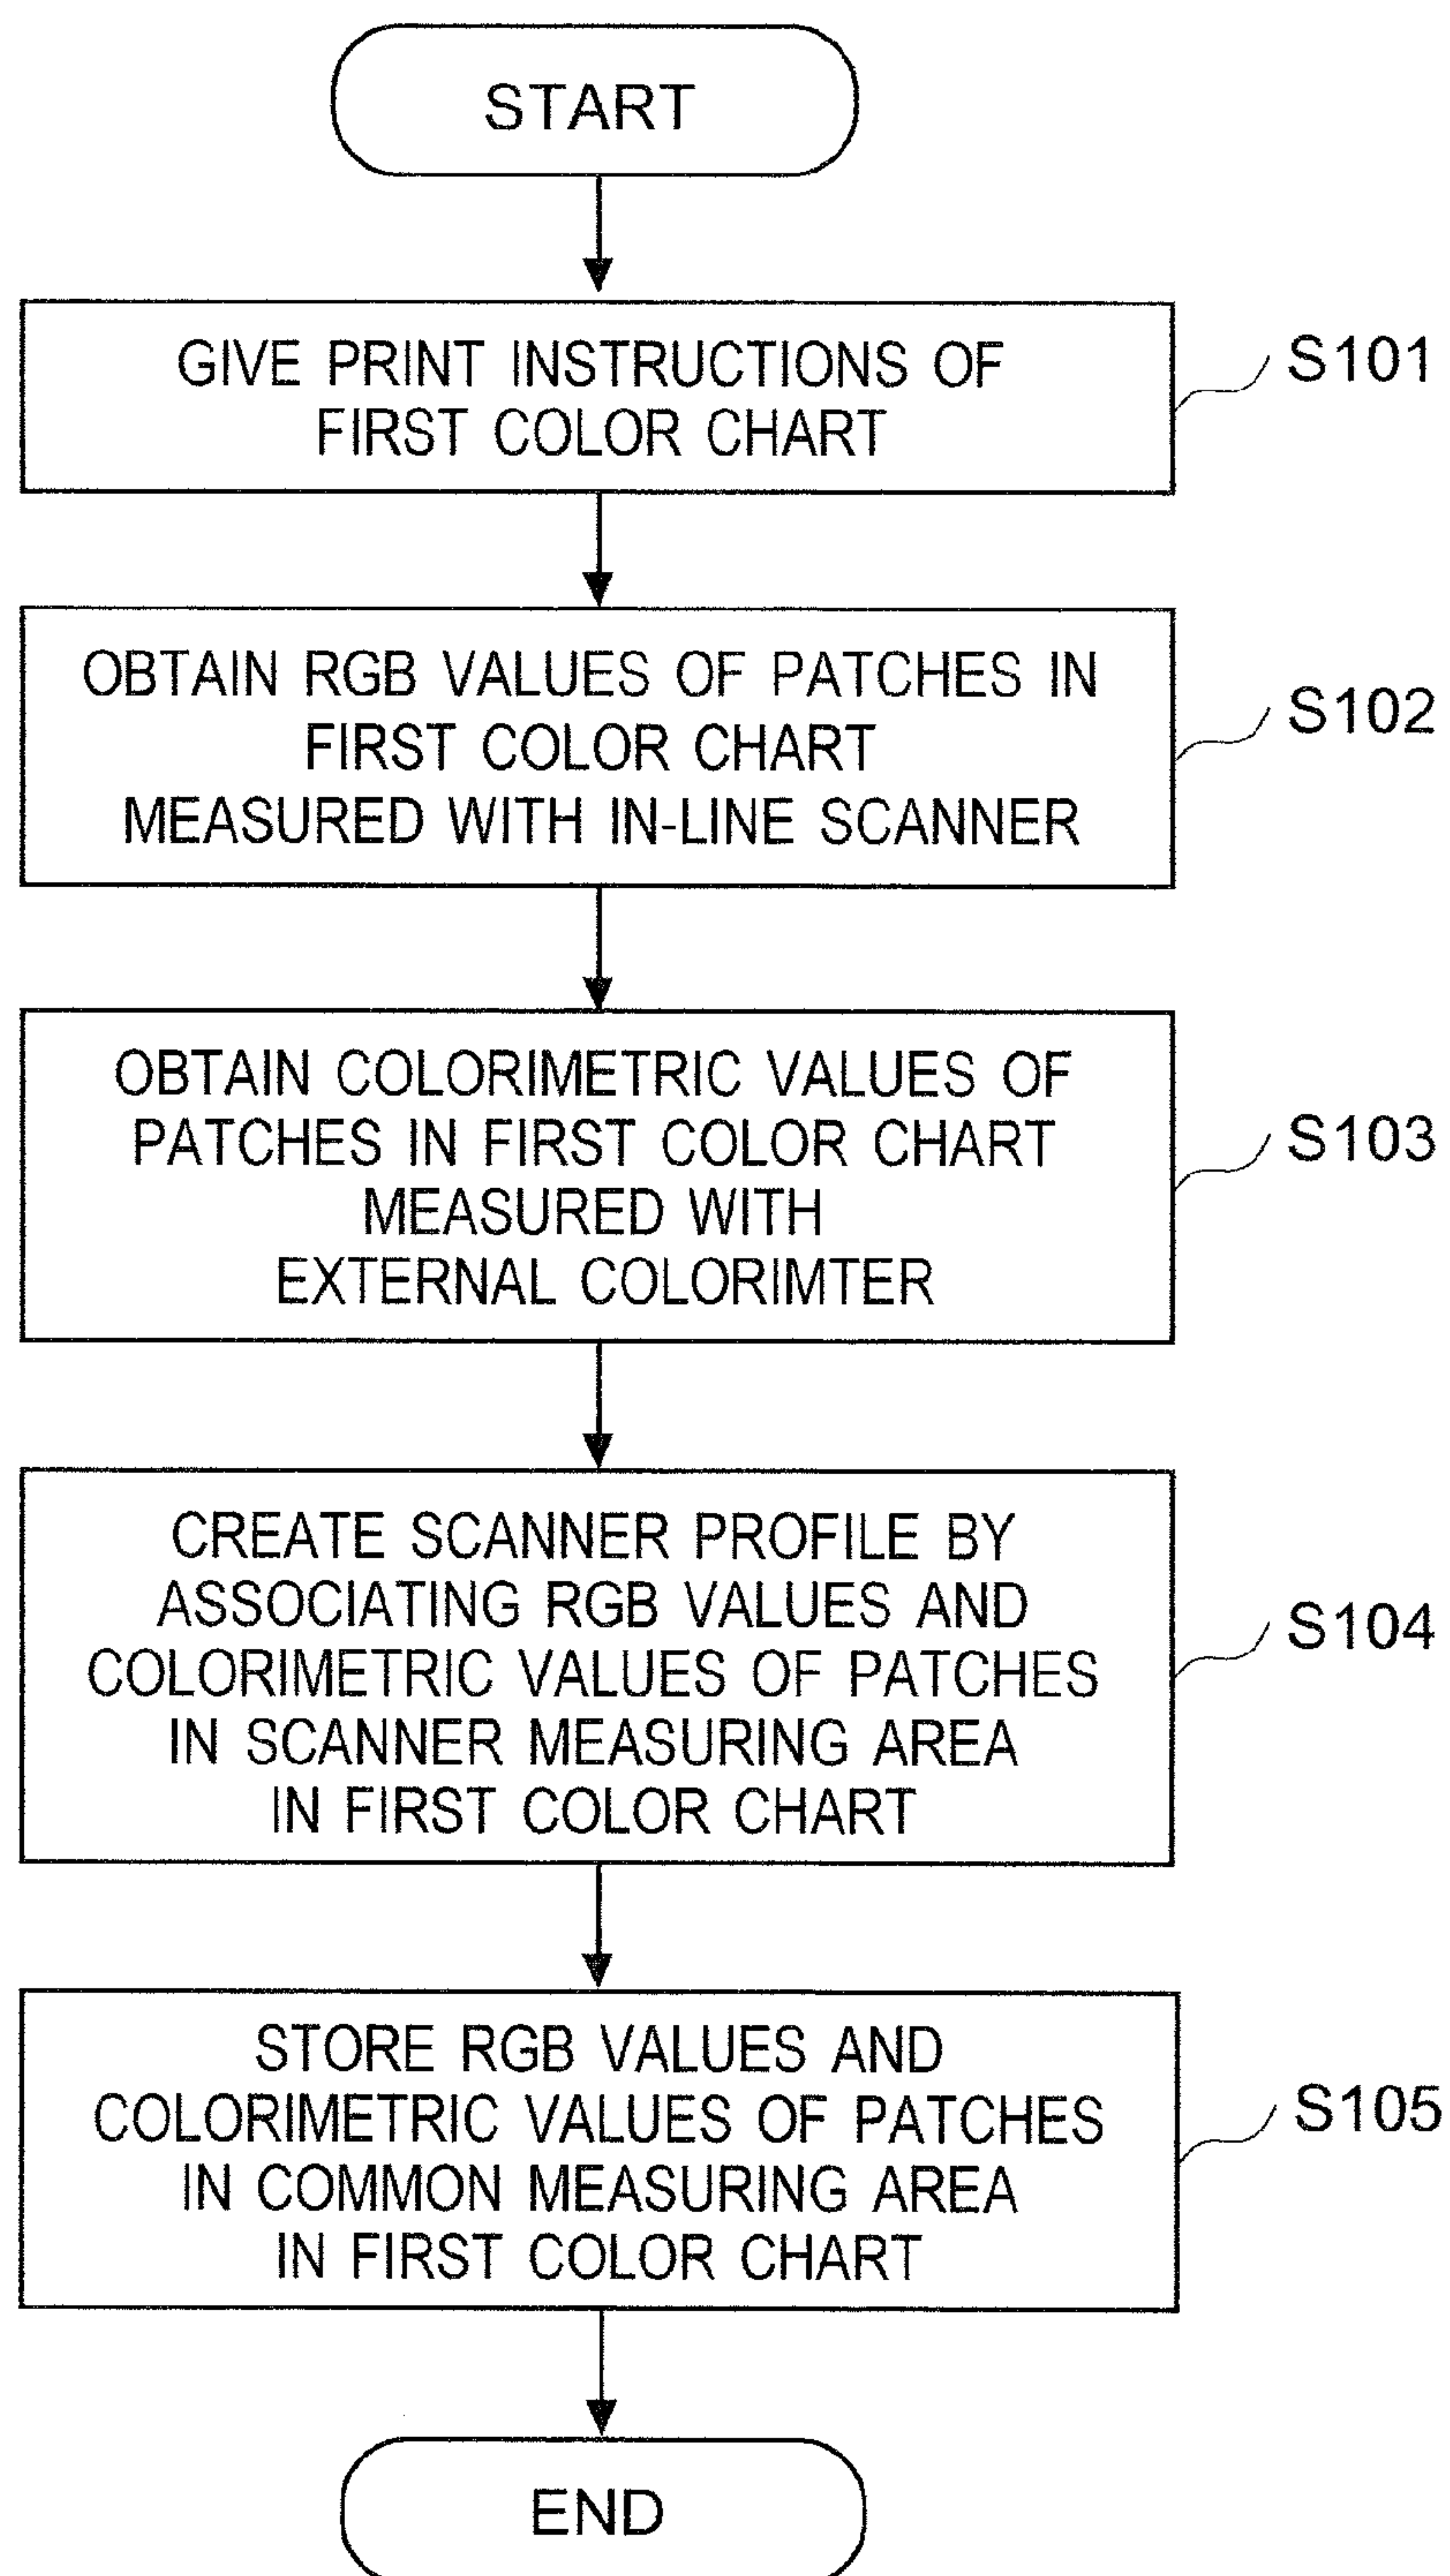 START
GIVE PRINT INSTRUCTIONS OF
FIRST COLOR CHART
S101
OBTAIN RGB VALUES OF PATCHES IN
FIRST COLOR CHART
MEASURED WITH IN-LINE SCANNER
S102
OBTAIN COLORIMETRIC VALUES OF
PATCHES IN FIRST COLOR CHART
MEASURED WITH
EXTERNAL COLORIMTER
S103
CREATE SCANNER PROFILE BY
ASSOCIATING RGB VALUES AND
COLORIMETRIC VALUES OF PATCHES
IN SCANNER MEASURING AREA
IN FIRST COLOR CHART
S104
STORE RGB VALUES AND
COLORIMETRIC VALUES OF PATCHES
IN COMMON MEASURING AREA
IN FIRST COLOR CHART
S105
END